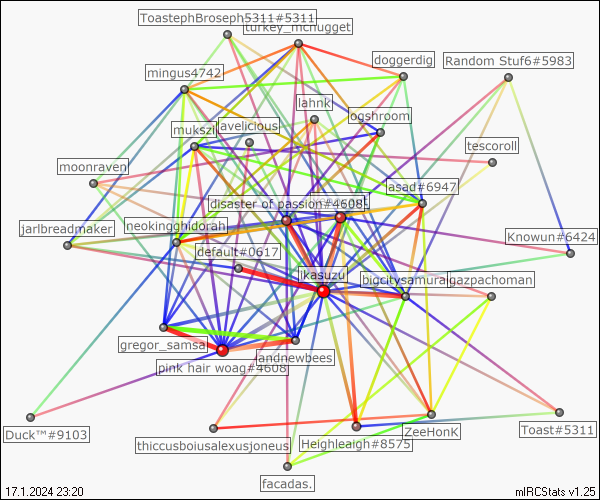 ToastephBroseph5311#5311
turkey_mcnugget
doggerdig
Random Stuf6#5983
mingus4742
lahnk
ogshroom
mukszi
avelicious
tescoroll
moonraven
asad#6947
disaster of passion#4608
jarlbreadmaker
neokingghidorah
Knowun#6424
default#0617
ikasuzu
bigcitysamurai
gazpachoman
gregor_samsa
randnewbees
pink hair woag#4608
Duck™#9103
thiccusboiusalexusjoneus
Heighleaigh#8575
ZeeHonK
Toast#5311
facadas.
17.1.2024 23:20
mIRCStats v1.25